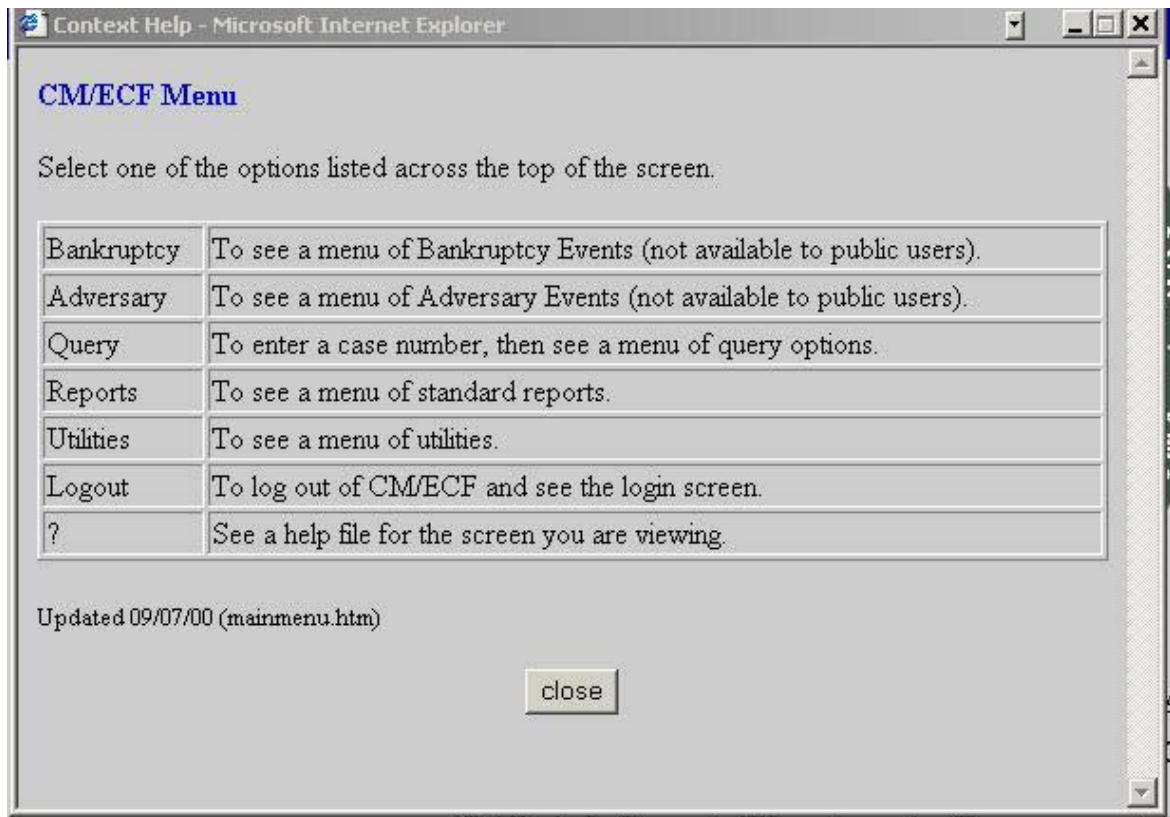 Context Help - Microsoft Internet Explorer
CM/ECF Menu
Select one of the options listed across the top of the screen.
Bankruptcy To see a menu of Bankruptcy Events (not available to public users).
Adversary To see a menu of Adversary Events (not available to public users).
Query To enter a case number, then see a menu of query options.
Reports To see a menu of standard reports.
Utilities To see a menu of utilities.
Logout To log out of CM/ECF and see the login screen.
? See a help file for the screen you are viewing.
Updated 09/07/00 (mainmenu.htm)
close